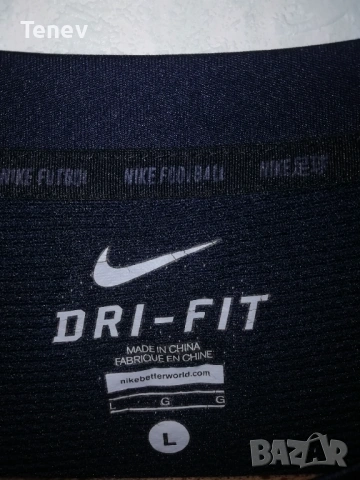 Tenev
NIKE FUTBOL NIKE FOOTBALL NIKE足球
DRI-FIT
MADE IN CHINA
FABRIQUÉ EN CHINE
nikebetterworld.com
L G G
L
BAZAR